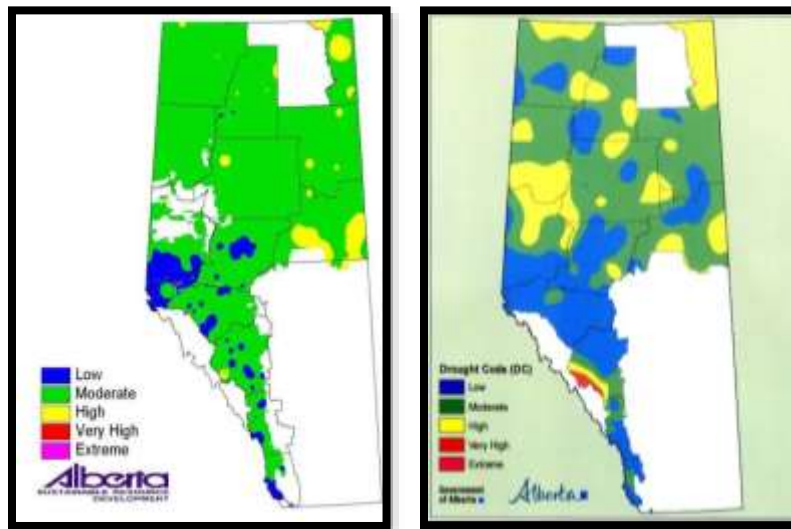 Low
Moderate
High
Very High
Extreme
Alberta
SUSTAINABLE RESOURCE
DEVELOPMENT
Drought Code (DC)
Low
Moderate
High
Very High
Extreme
Government
of Alberta
Alberta